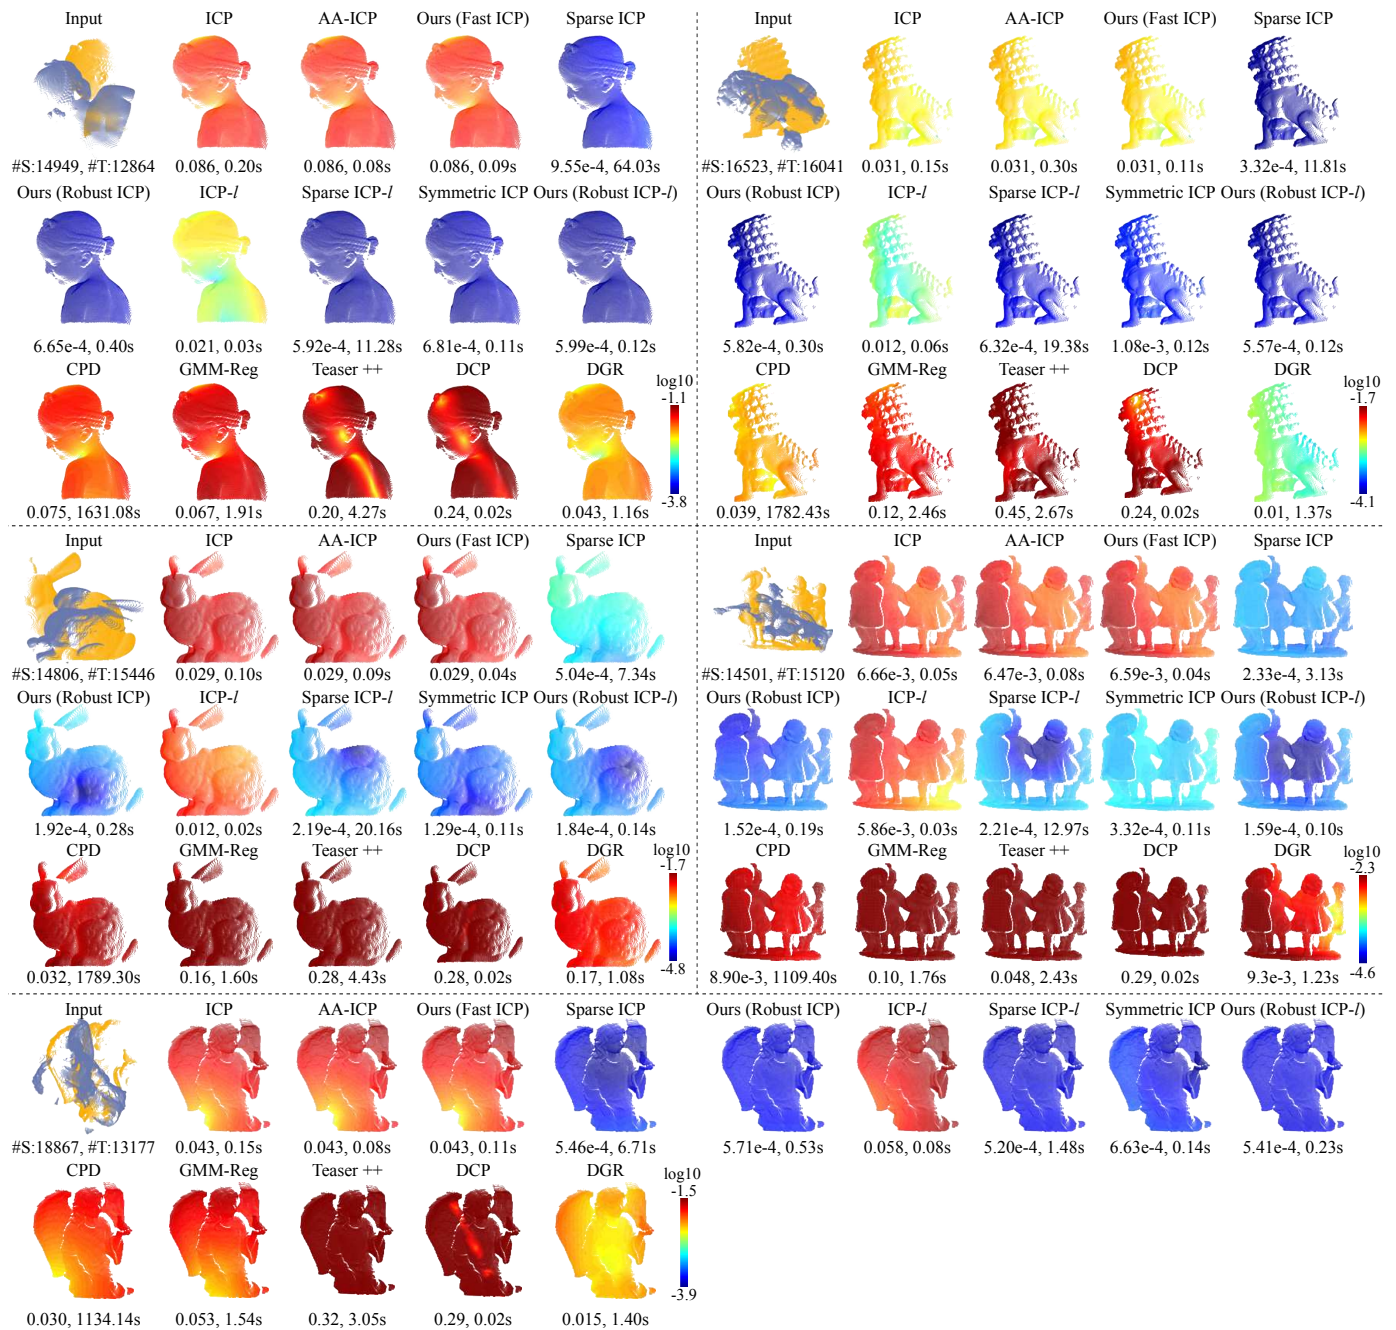 Input ICP AA-ICP Ours (Fast ICP) Sparse ICP
#S:14949, #T:12864 0.086, 0.20s 0.086, 0.08s 0.086, 0.09s 9.55e-4, 64.03s
Ours (Robust ICP) ICP-l Sparse ICP-l Symmetric ICP Ours (Robust ICP-l)
6.65e-4, 0.40s 0.021, 0.03s 5.92e-4, 11.28s 6.81e-4, 0.11s 5.99e-4, 0.12s
CPD GMM-Reg Teaser ++ DCP DGR
log10
-1.1
-3.8
0.075, 1631.08s 0.067, 1.91s 0.20, 4.27s 0.24, 0.02s 0.043, 1.16s
Input ICP AA-ICP Ours (Fast ICP) Sparse ICP
#S:16523, #T:16041 0.031, 0.15s 0.031, 0.30s 0.031, 0.11s 3.32e-4, 11.81s
Ours (Robust ICP) ICP-l Sparse ICP-l Symmetric ICP Ours (Robust ICP-l)
5.82e-4, 0.30s 0.012, 0.06s 6.32e-4, 19.38s 1.08e-3, 0.12s 5.57e-4, 0.12s
CPD GMM-Reg Teaser ++ DCP DGR
log10
-1.7
-4.1
0.039, 1782.43s 0.12, 2.46s 0.45, 2.67s 0.24, 0.02s 0.01, 1.37s
Input ICP AA-ICP Ours (Fast ICP) Sparse ICP
#S:14806, #T:15446 0.029, 0.10s 0.029, 0.09s 0.029, 0.04s 5.04e-4, 7.34s
Ours (Robust ICP) ICP-l Sparse ICP-l Symmetric ICP Ours (Robust ICP-l)
1.92e-4, 0.28s 0.012, 0.02s 2.19e-4, 20.16s 1.29e-4, 0.11s 1.84e-4, 0.14s
CPD GMM-Reg Teaser ++ DCP DGR
log10
-1.7
-4.8
0.032, 1789.30s 0.16, 1.60s 0.28, 4.43s 0.28, 0.02s 0.17, 1.08s
Input ICP AA-ICP Ours (Fast ICP) Sparse ICP
#S:14501, #T:15120 6.66e-3, 0.05s 6.47e-3, 0.08s 6.59e-3, 0.04s 2.33e-4, 3.13s
Ours (Robust ICP) ICP-l Sparse ICP-l Symmetric ICP Ours (Robust ICP-l)
1.52e-4, 0.19s 5.86e-3, 0.03s 2.21e-4, 12.97s 3.32e-4, 0.11s 1.59e-4, 0.10s
CPD GMM-Reg Teaser ++ DCP DGR
log10
-2.3
-4.6
8.90e-3, 1109.40s 0.10, 1.76s 0.048, 2.43s 0.29, 0.02s 9.3e-3, 1.23s
Input ICP AA-ICP Ours (Fast ICP) Sparse ICP Ours (Robust ICP) ICP-l Sparse ICP-l Symmetric ICP Ours (Robust ICP-l)
#S:18867, #T:13177 0.043, 0.15s 0.043, 0.08s 0.043, 0.11s 5.46e-4, 6.71s 5.71e-4, 0.53s 0.058, 0.08s 5.20e-4, 1.48s 6.63e-4, 0.14s 5.41e-4, 0.23s
CPD GMM-Reg Teaser ++ DCP DGR
log10
-1.5
-3.9
0.030, 1134.14s 0.053, 1.54s 0.32, 3.05s 0.29, 0.02s 0.015, 1.40s